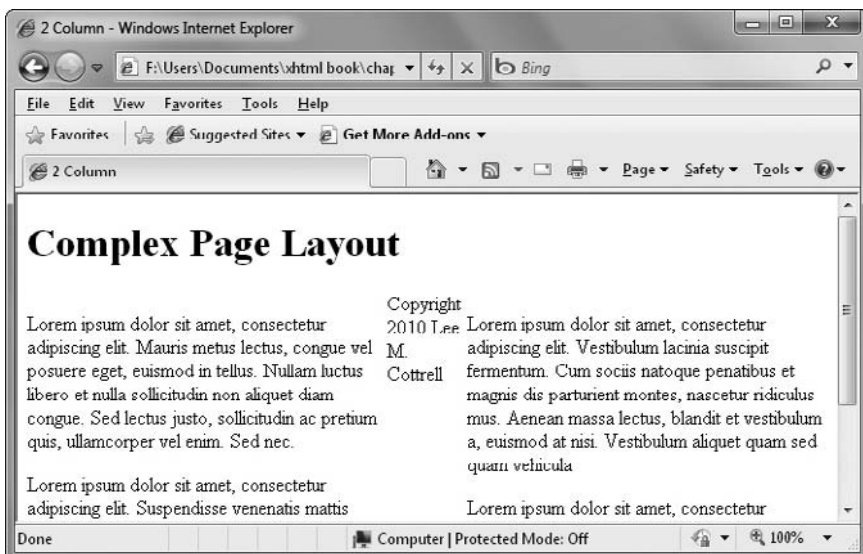 2 Column - Windows Internet Explorer
F:\Users\Documents\xhtml book\chap
Bing
File Edit View Favorites Tools Help
Favorites Suggested Sites Get More Add-ons
2 Column
Page Safety Tools
Complex Page Layout
Lorem ipsum dolor sit amet, consectetur
adipiscing elit. Mauris metus lectus, congue vel
posuere eget, euismod in tellus. Nullam luctus
libero et nulla sollicitudin non aliquet diam
congue. Sed lectus justo, sollicitudin ac pretium
quis, ullamcorper vel enim. Sed nec.
Lorem ipsum dolor sit amet, consectetur
adipiscing elit. Suspendisse venenatis mattis
Copyright
2010 Lee
M.
Cottrell
Lorem ipsum dolor sit amet, consectetur
adipiscing elit. Vestibulum lacinia suscipit
fermentum. Cum sociis natoque penatibus et
magnis dis parturient montes, nascetur ridiculus
mus. Aenean massa lectus, blandit et vestibulum
a, euismod at nisi. Vestibulum aliquet quam sed
quam vehicula
Lorem ipsum dolor sit amet, consectetur
Done
Computer | Protected Mode: Off
100%